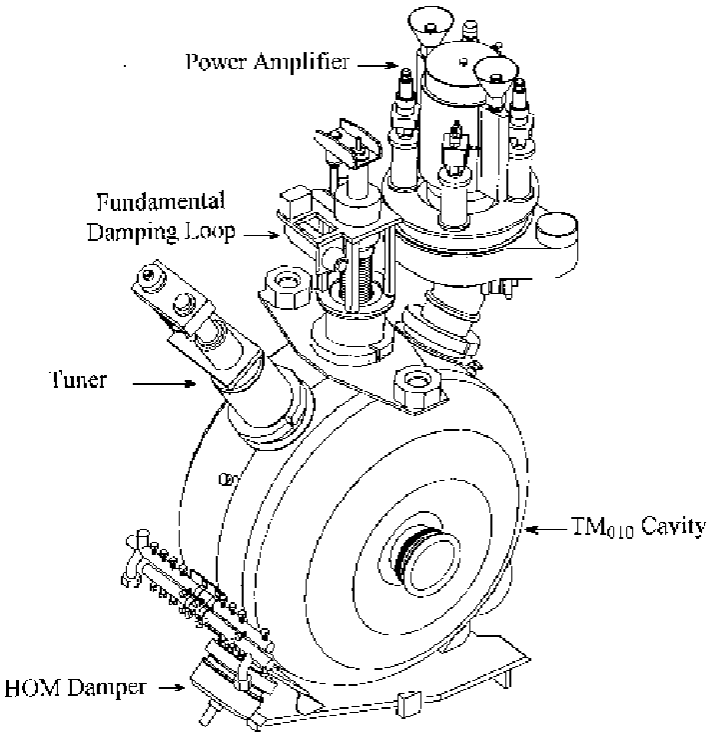 Power Amplifier
Fundamental
Damping Loop
Tuner
TM010 Cavity
HOM Damper